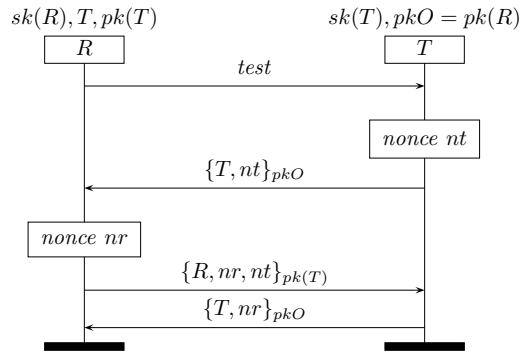 sk(R), T, pk(T)
sk(T), pkO = pk(R)
R
T
test
nonce nt
{T, nt}pkO
nonce nr
{R, nr, nt}pk(T)
{T, nr}pkO